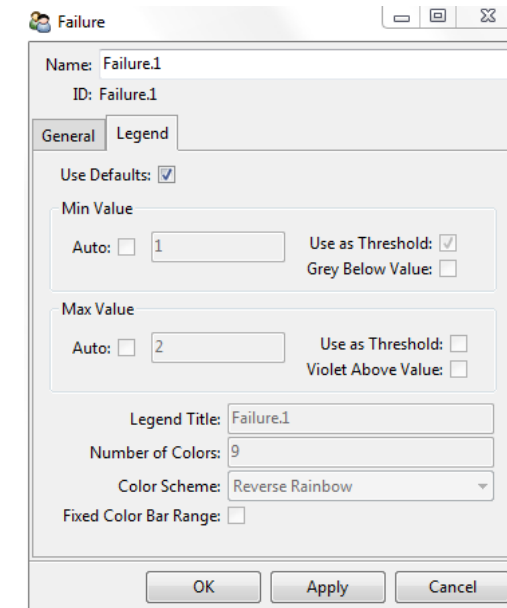 Failure
Name: Failure.1
ID: Failure.1
General Legend
Use Defaults:
Min Value
Auto: 1 Use as Threshold:
Grey Below Value:
Max Value
Auto: 2 Use as Threshold:
Violet Above Value:
Legend Title: Failure.1
Number of Colors: 9
Color Scheme: Reverse Rainbow
Fixed Color Bar Range:
OK Apply Cancel